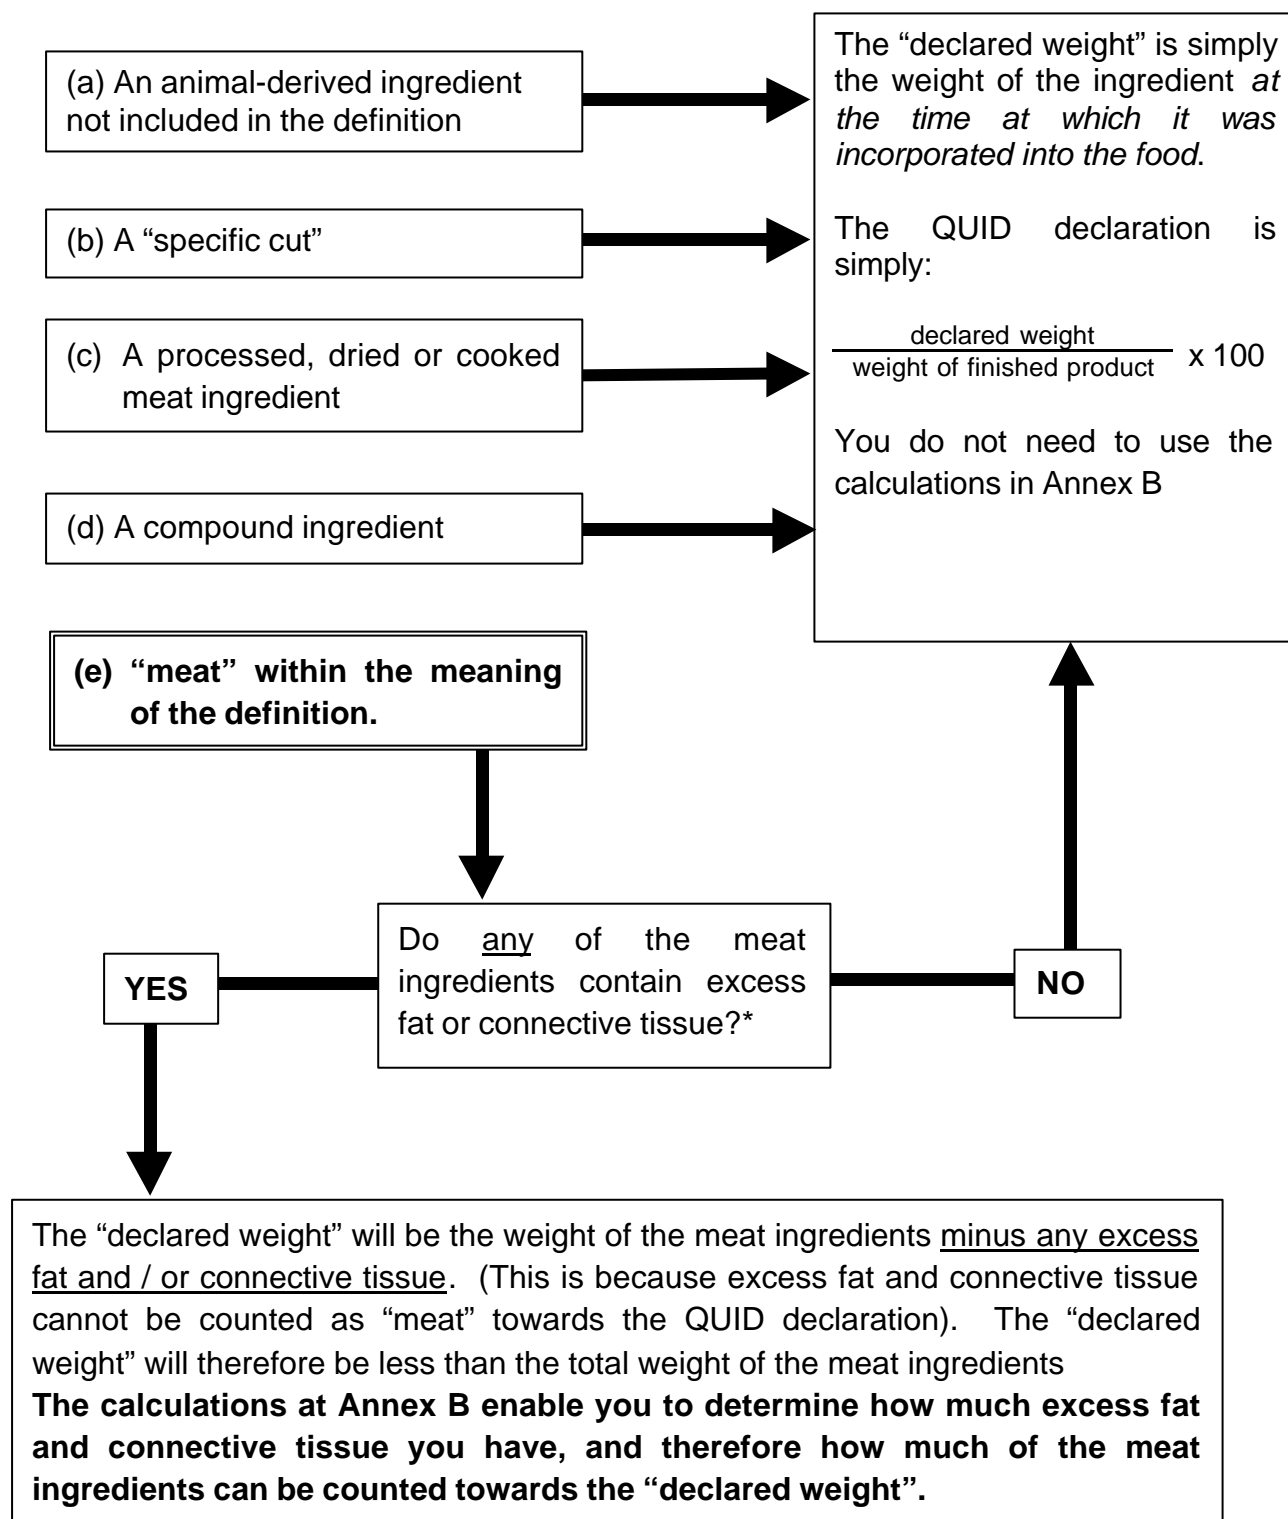 (a) An animal-derived ingredient
not included in the definition
(b) A “specific cut”
(c) A processed, dried or cooked
meat ingredient
(d) A compound ingredient
The “declared weight” is simply
the weight of the ingredient at
the time at which it was
incorporated into the food.
The QUID declaration is
simply:
declared weight
weight of finished product x 100
You do not need to use the
calculations in Annex B
(e) “meat” within the meaning
of the definition.
Do any of the meat
ingredients contain excess
fat or connective tissue?*
YES
NO
The “declared weight” will be the weight of the meat ingredients minus any excess
fat and / or connective tissue. (This is because excess fat and connective tissue
cannot be counted as “meat” towards the QUID declaration). The “declared
weight” will therefore be less than the total weight of the meat ingredients
The calculations at Annex B enable you to determine how much excess fat
and connective tissue you have, and therefore how much of the meat
ingredients can be counted towards the “declared weight”.